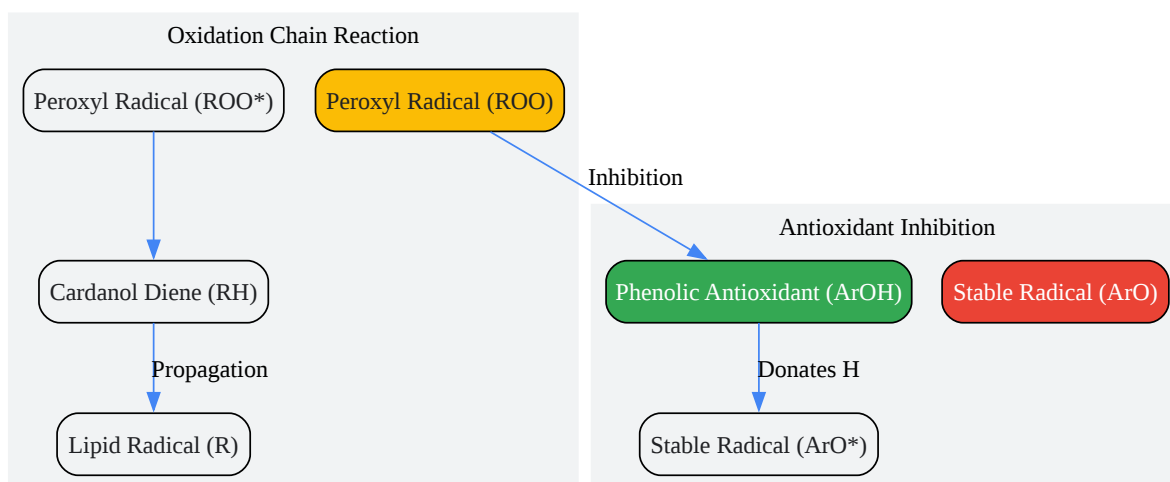 Oxidation Chain Reaction
Peroxyl Radical (ROO*)
Peroxyl Radical (ROO)
Inhibition
Antioxidant Inhibition
Cardanol Diene (RH)
Phenolic Antioxidant (ArOH)
Stable Radical (ArO)
Propagation
Donates H
Lipid Radical (R)
Stable Radical (ArO*)